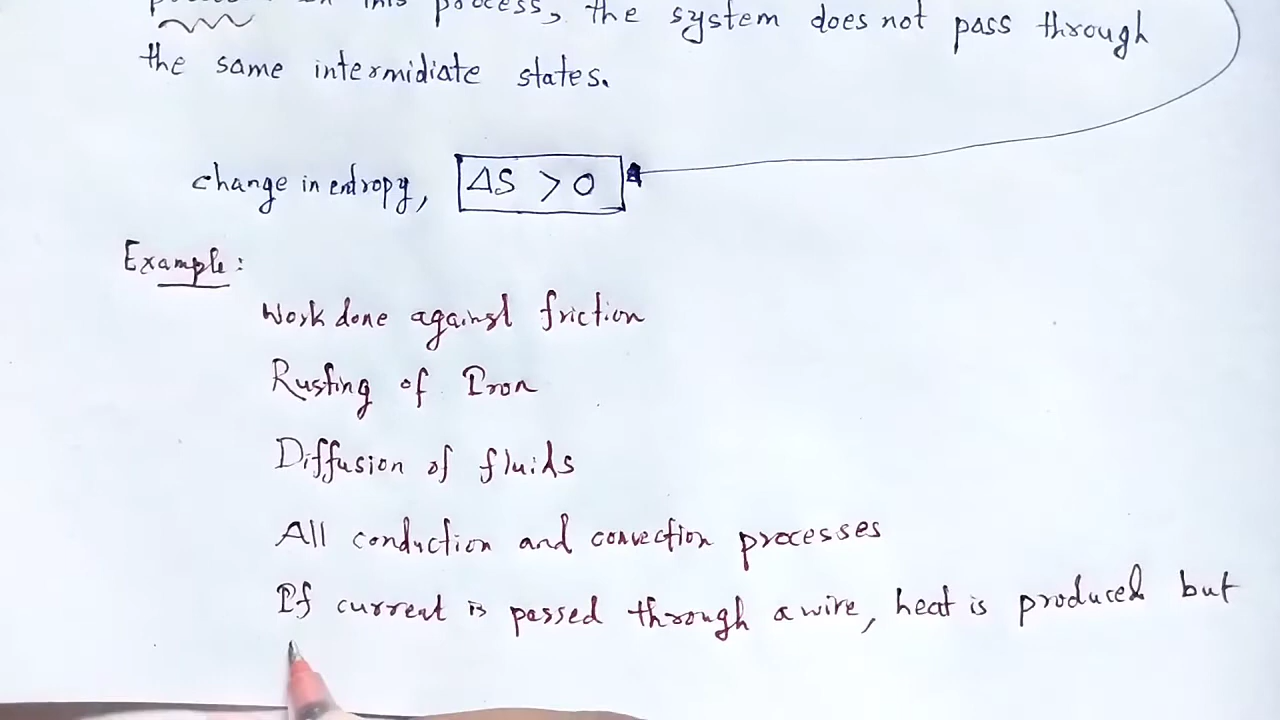 this process, the system does not pass through
the same intermidiate states.
change in entropy, ΔS > 0
Example:
Work done against friction
Rusting of Iron
Diffusion of fluids
All conduction and convection processes
If current is passed through a wire, heat is produced but